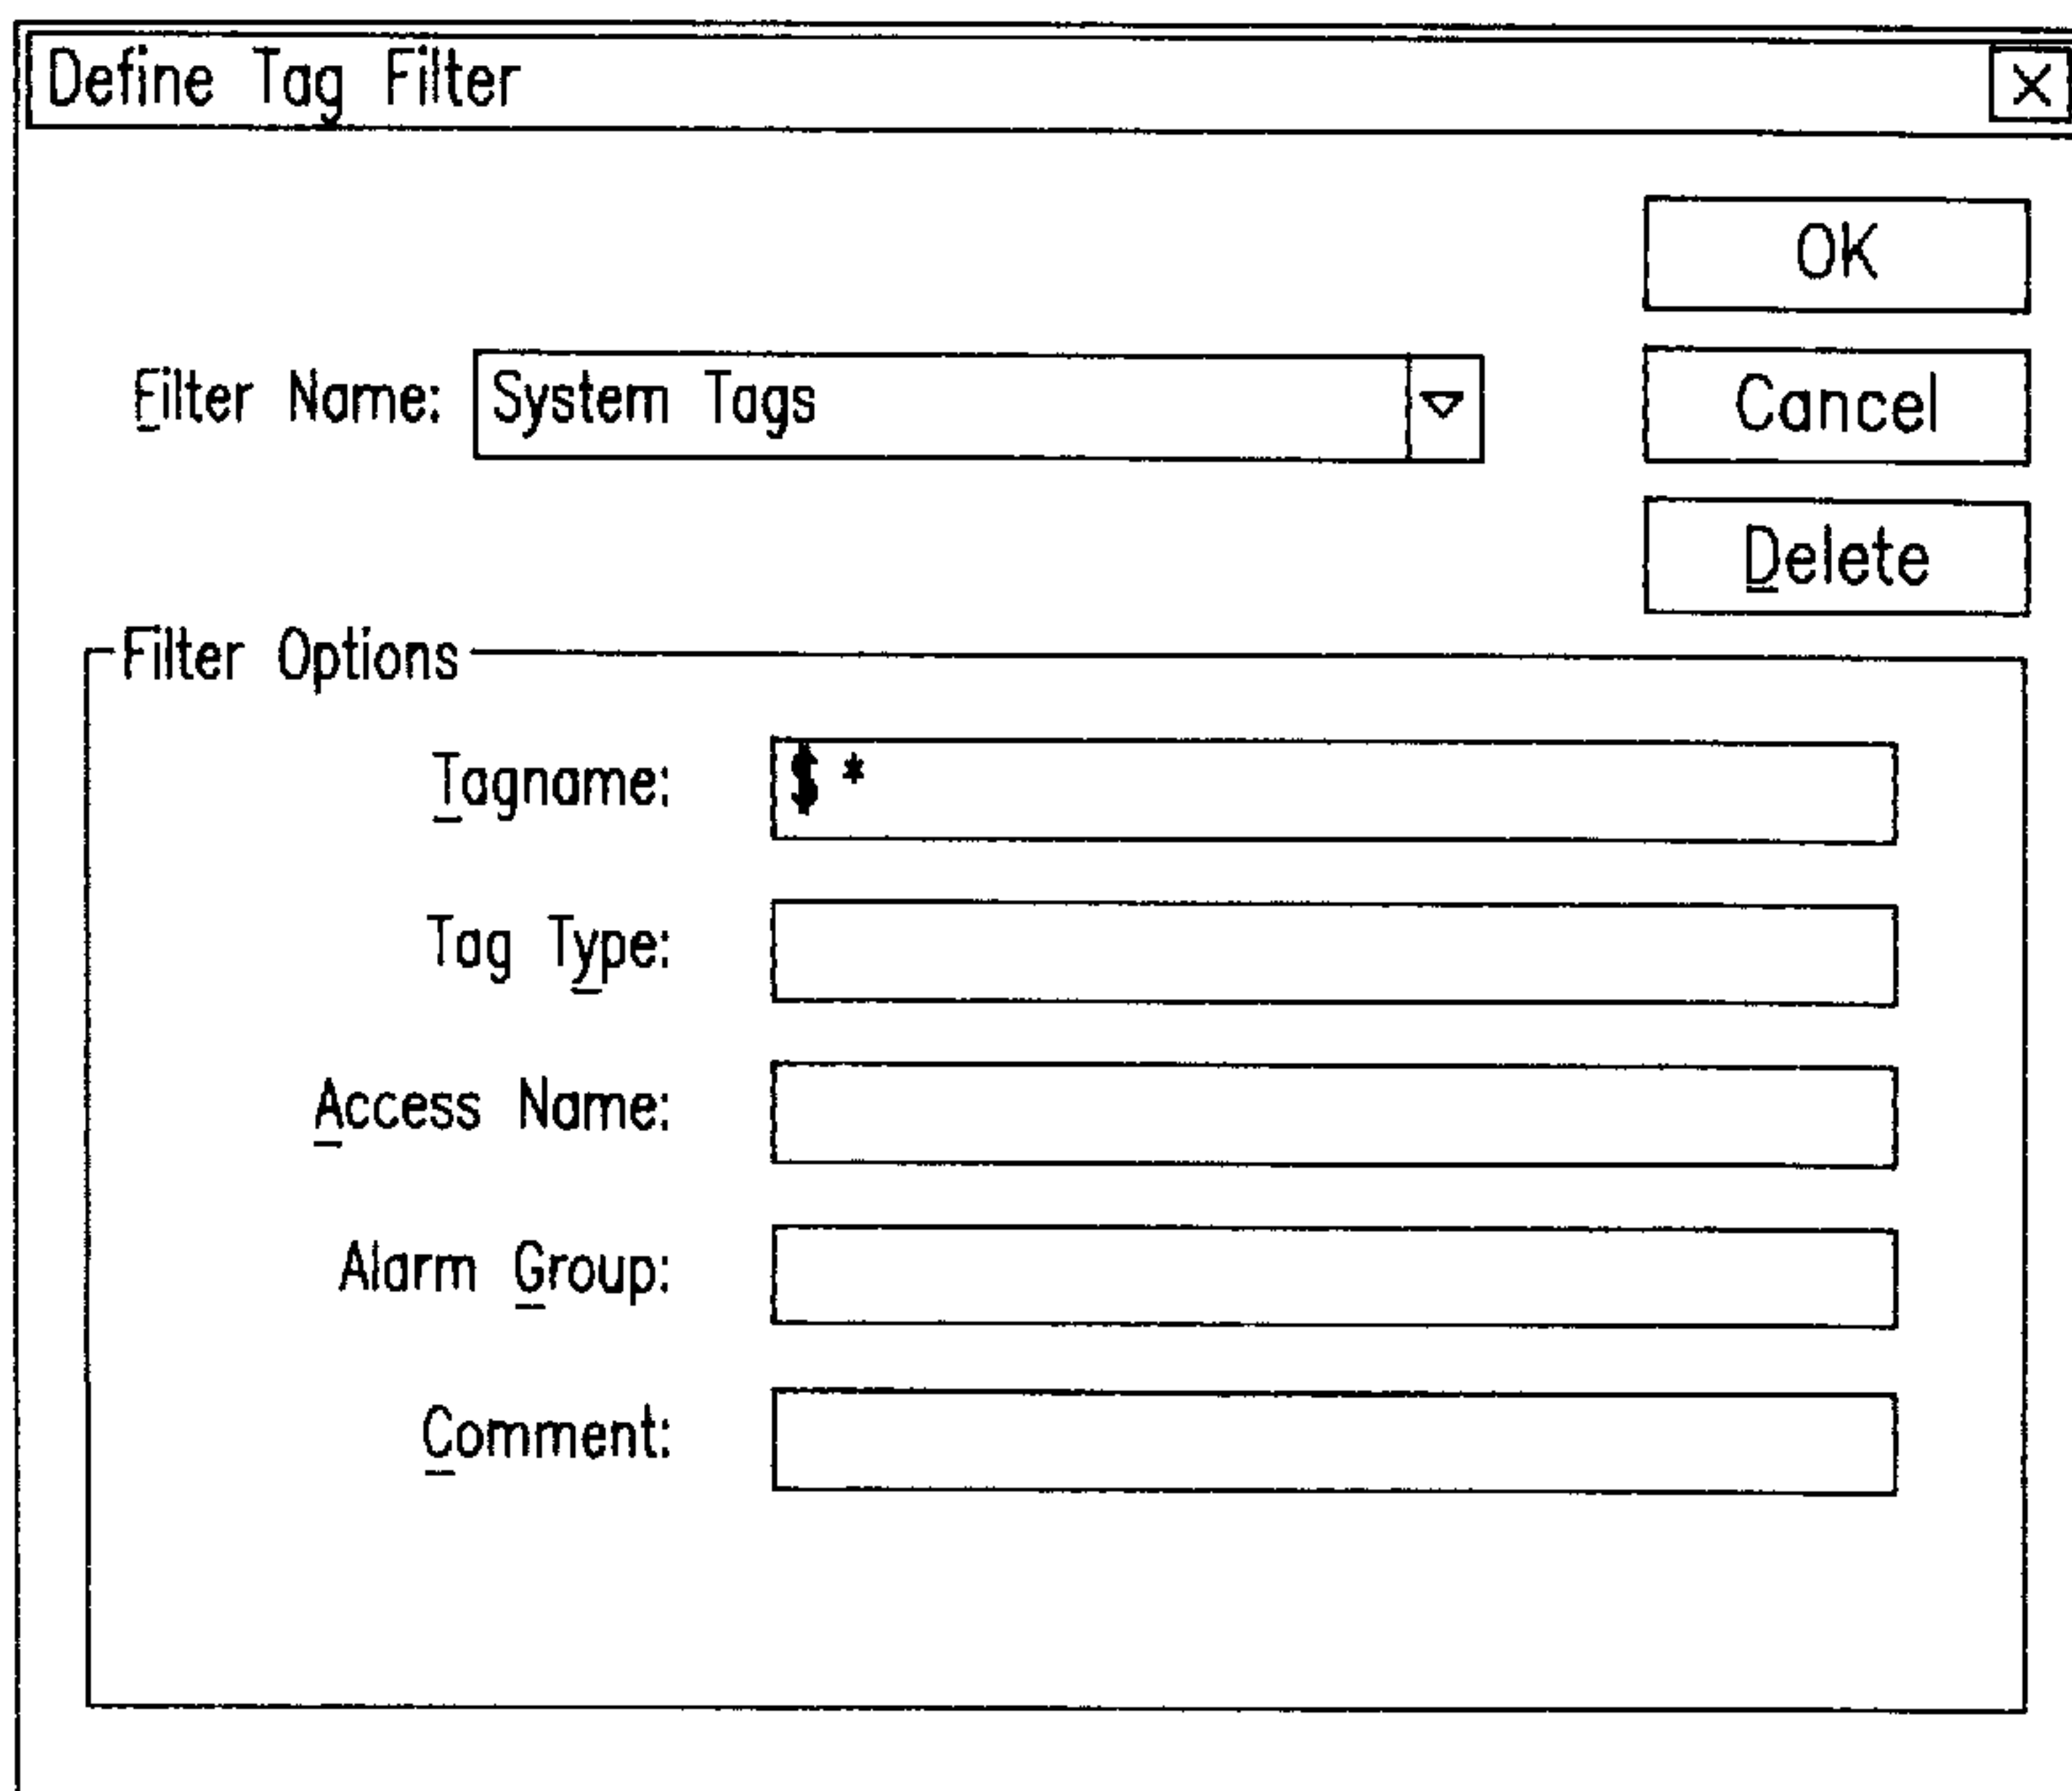 Define Tag Filter X
OK
Filter Name: System Tags
Cancel
Delete
Filter Options
Tagname: $ *
Tag Type:
Access Name:
Alarm Group:
Comment: